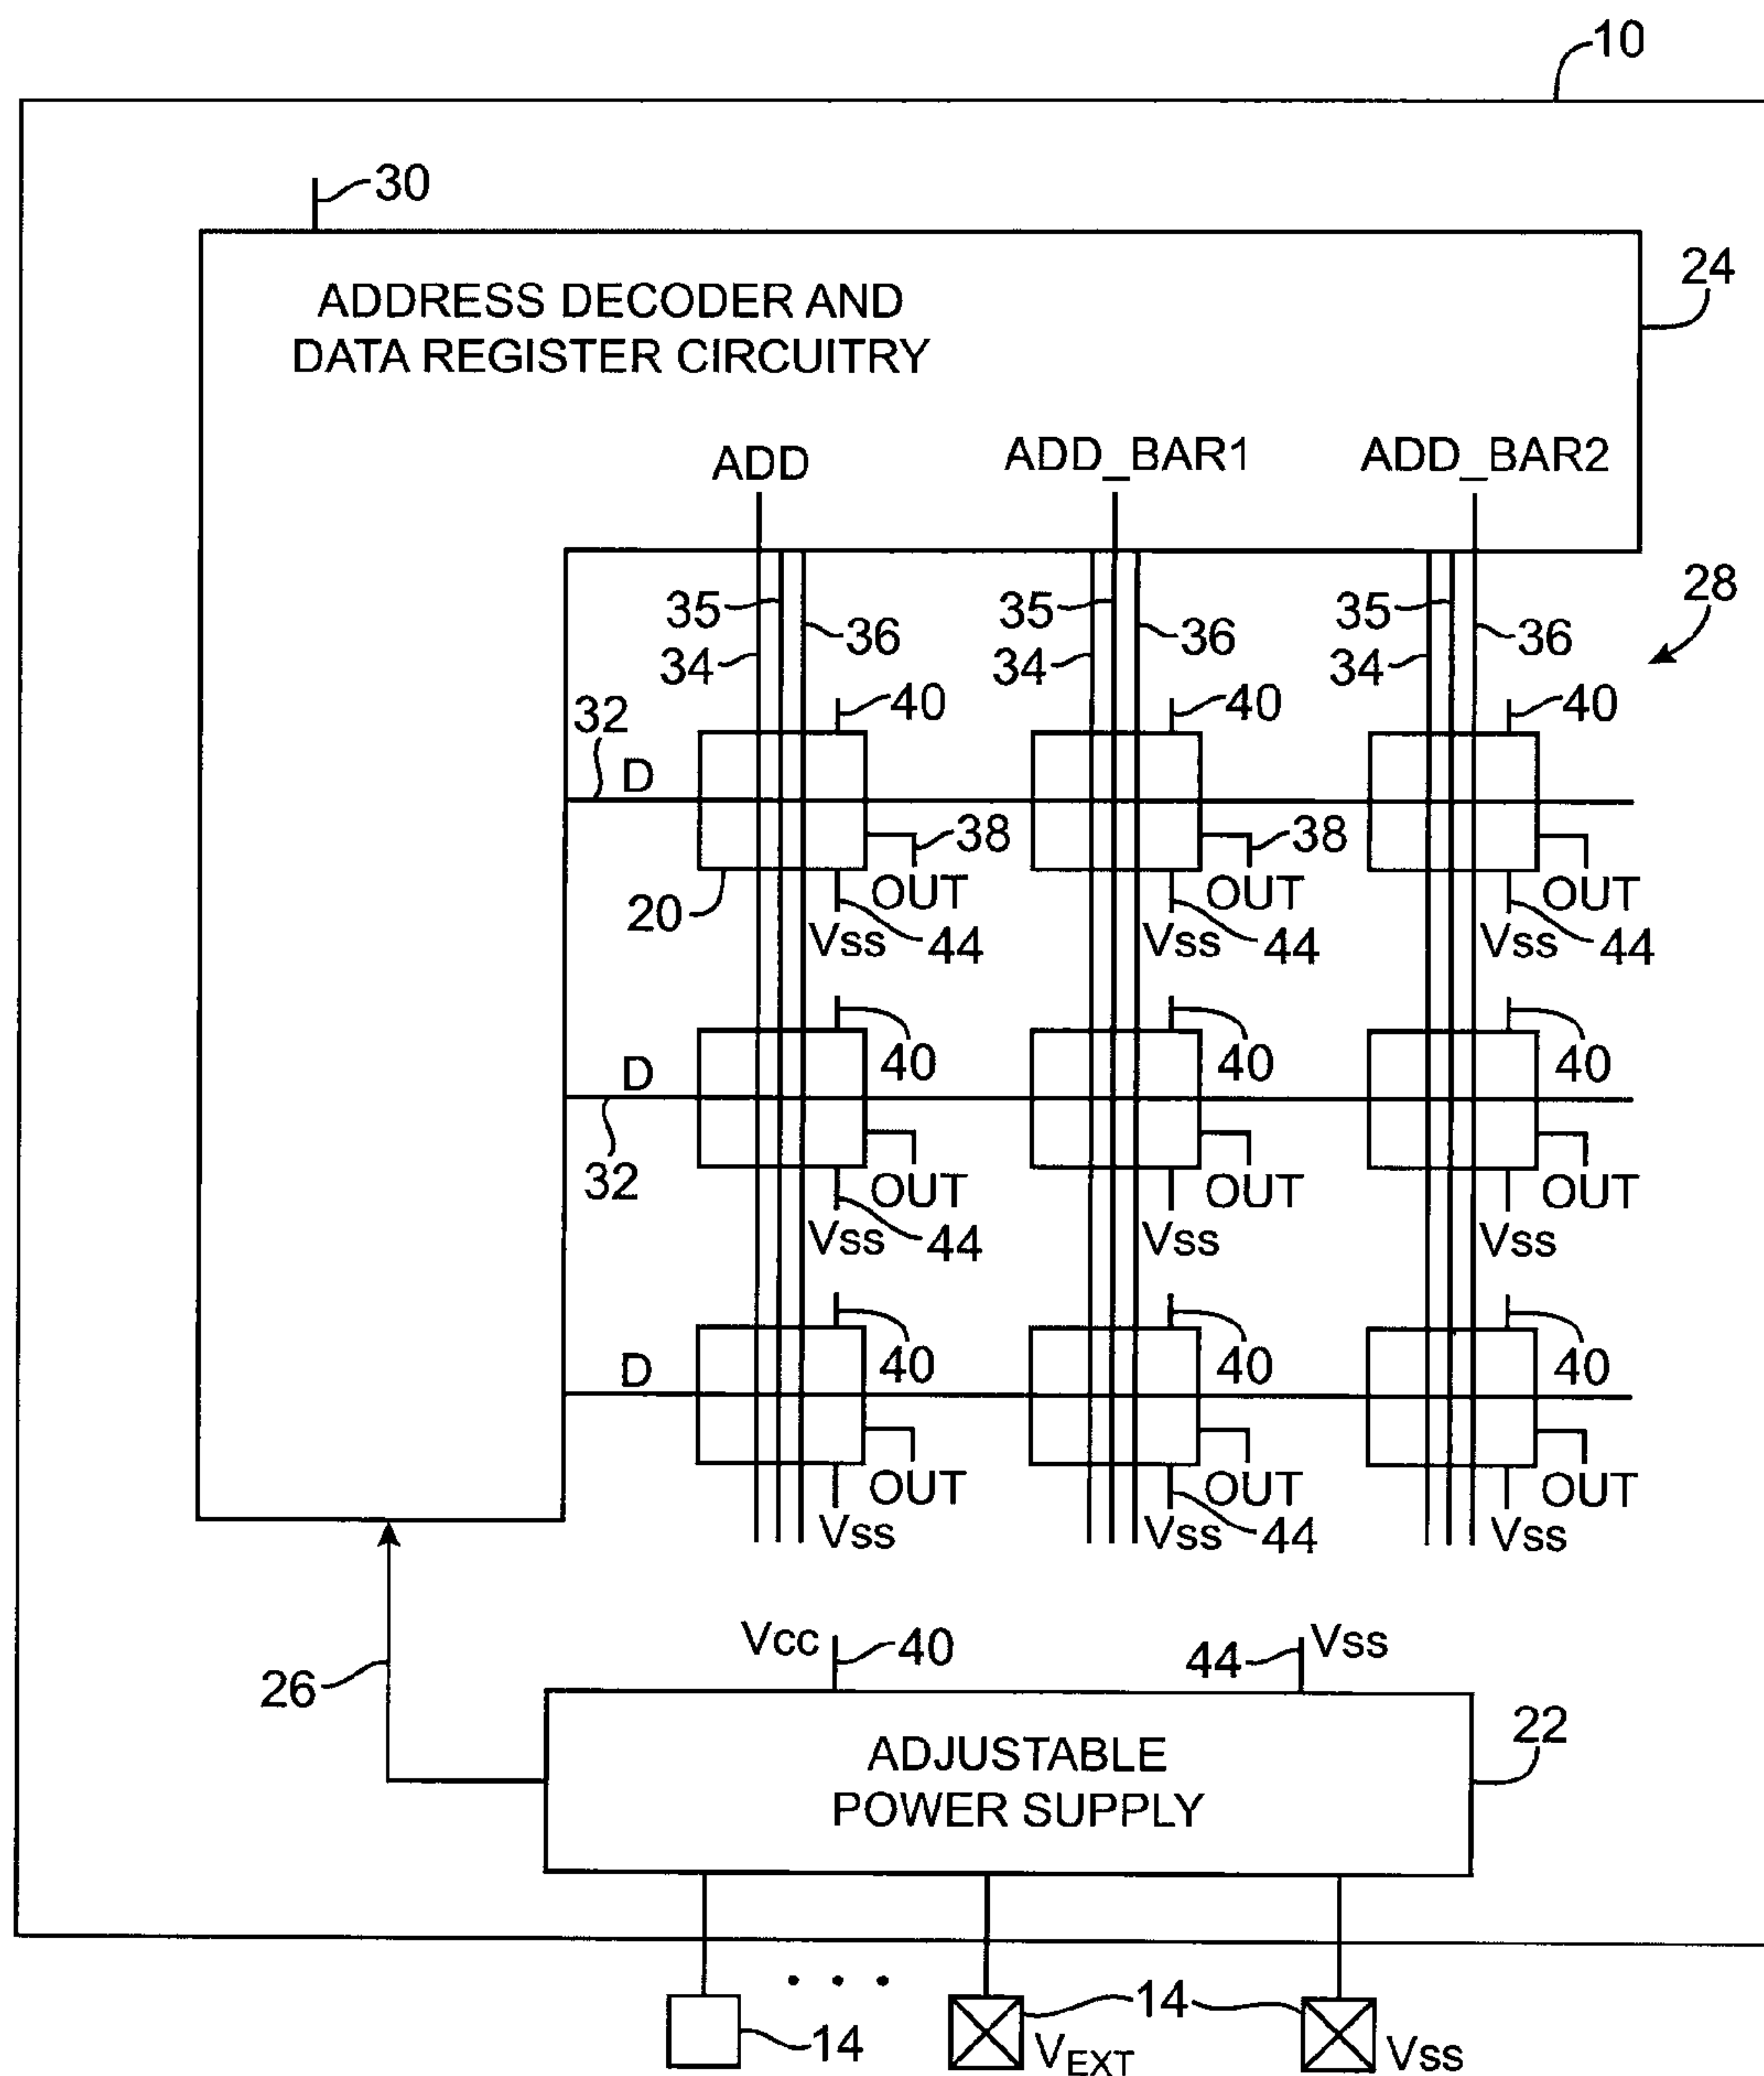 10
30
24
ADDRESS DECODER AND
DATA REGISTER CIRCUITRY
ADD ADD_BAR1 ADD_BAR2
28
35 35 35
36 36 36
34 34 34
40 40 40
32
D
38 38
20
OUT OUT OUT
Vss 44 Vss 44 Vss 44
40 40 40
D
32
OUT OUT OUT
Vss 44 Vss Vss
40 40 40
D
OUT OUT OUT
Vss Vss 44 Vss
26
Vcc 40 44 Vss
22
ADJUSTABLE
POWER SUPPLY
. . .
14 14
VEXT Vss